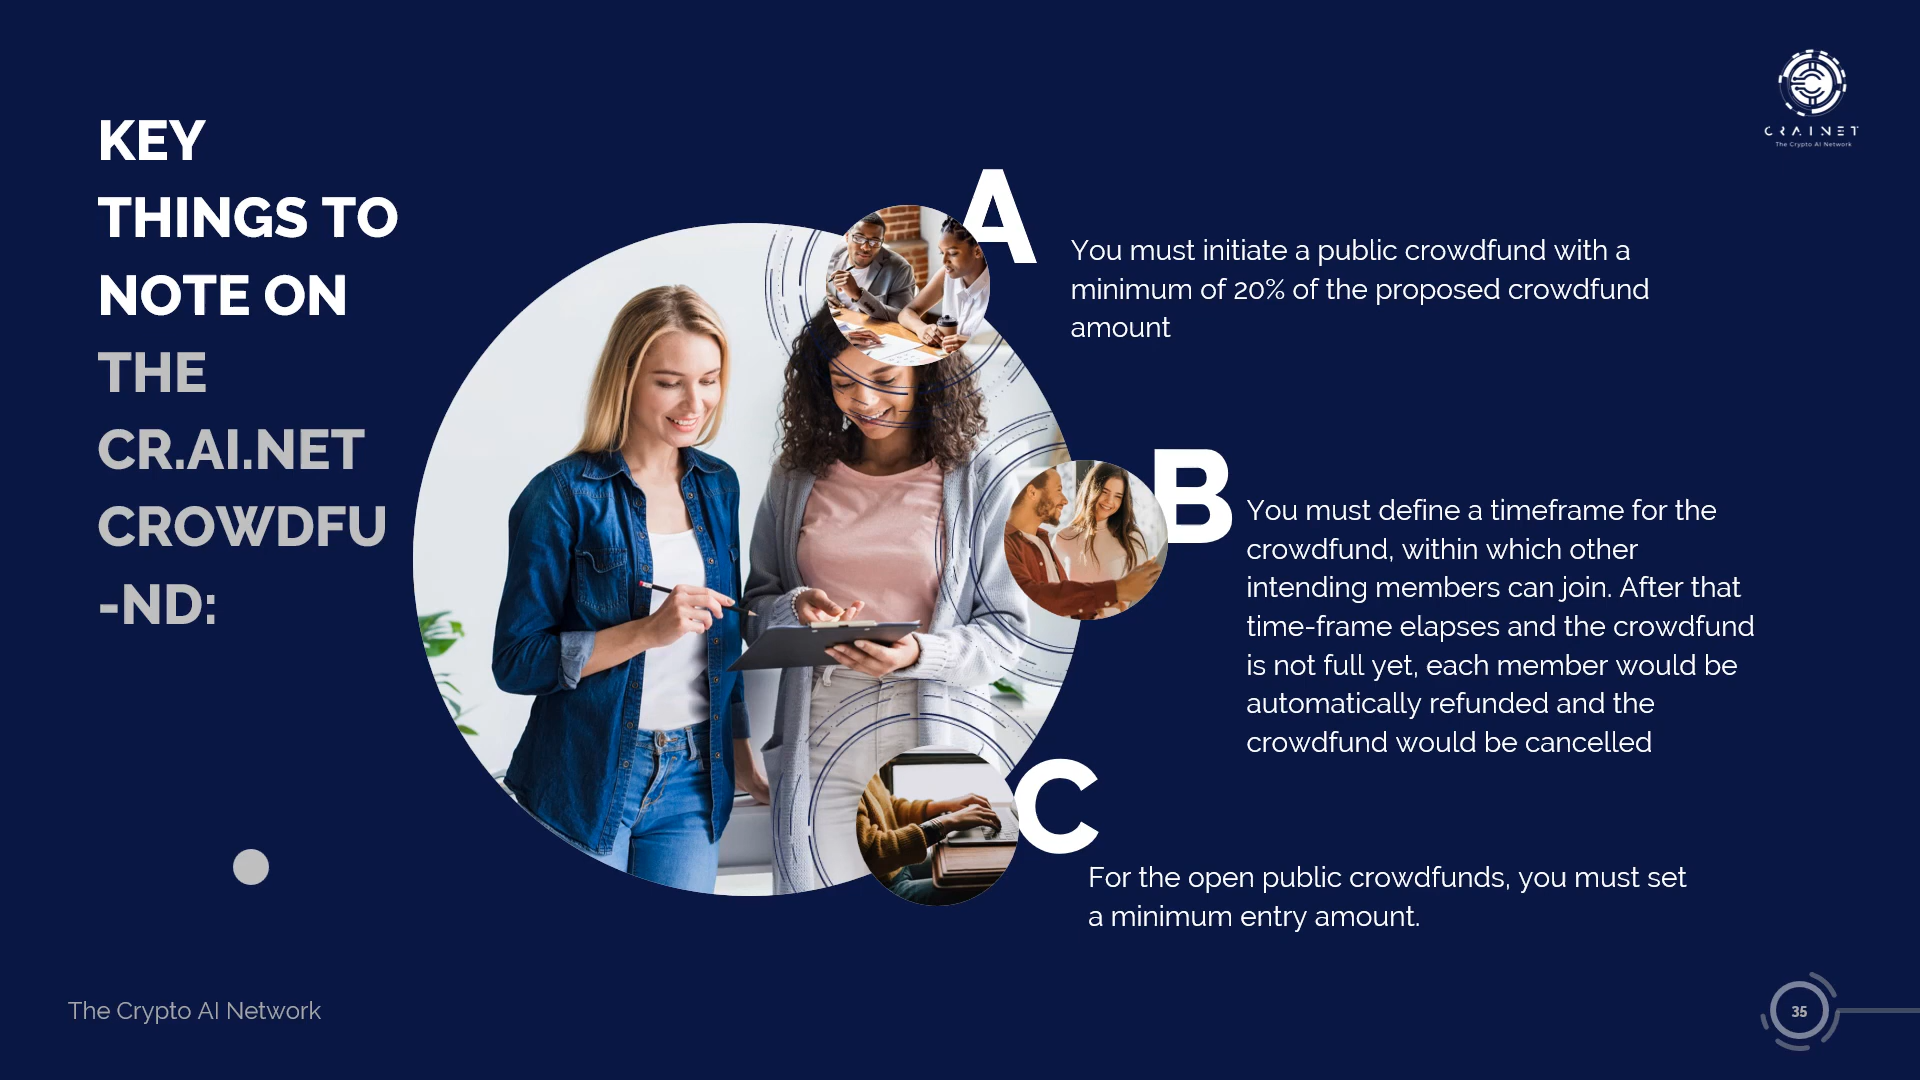 KEY
THINGS TO
NOTE ON
THE
CR.AI.NET
CROWDFU
-ND:
CRAINET
The Crypto AI Network
A
You must initiate a public crowdfund with a
minimum of 20% of the proposed crowdfund
amount
B
You must define a timeframe for the
crowdfund, within which other
intending members can join. After that
time-frame elapses and the crowdfund
is not full yet, each member would be
automatically refunded and the
crowdfund would be cancelled
C
For the open public crowdfunds, you must set
a minimum entry amount.
The Crypto AI Network
35